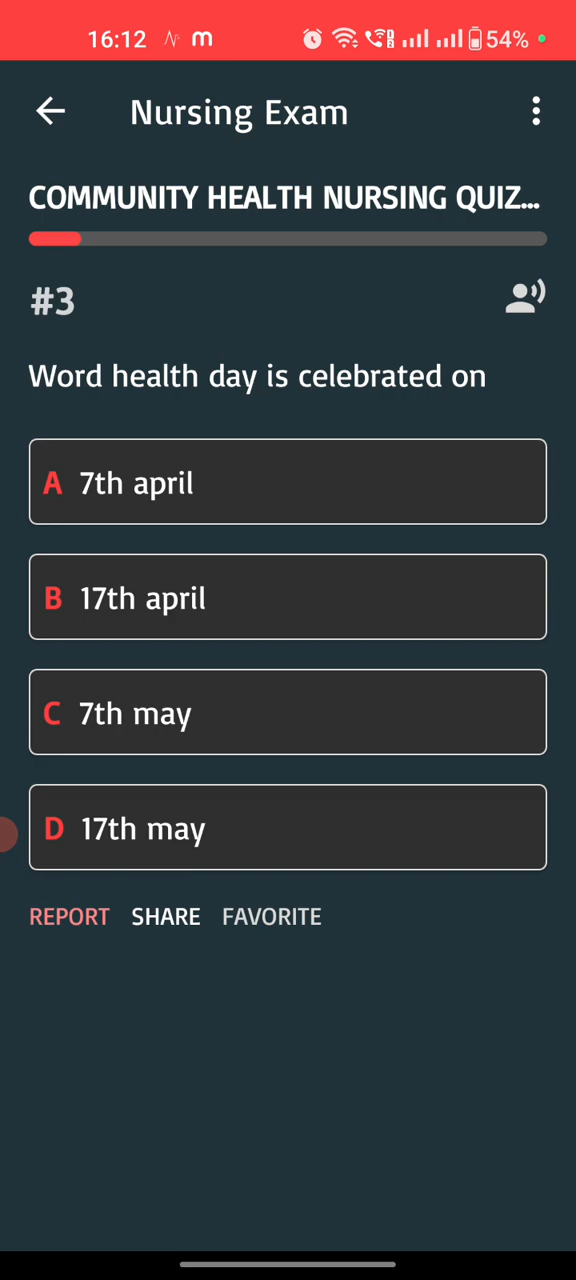 16:12 54%
Nursing Exam
COMMUNITY HEALTH NURSING QUIZ...
#3
Word health day is celebrated on
A 7th april
B 17th april
C 7th may
D 17th may
REPORT SHARE FAVORITE